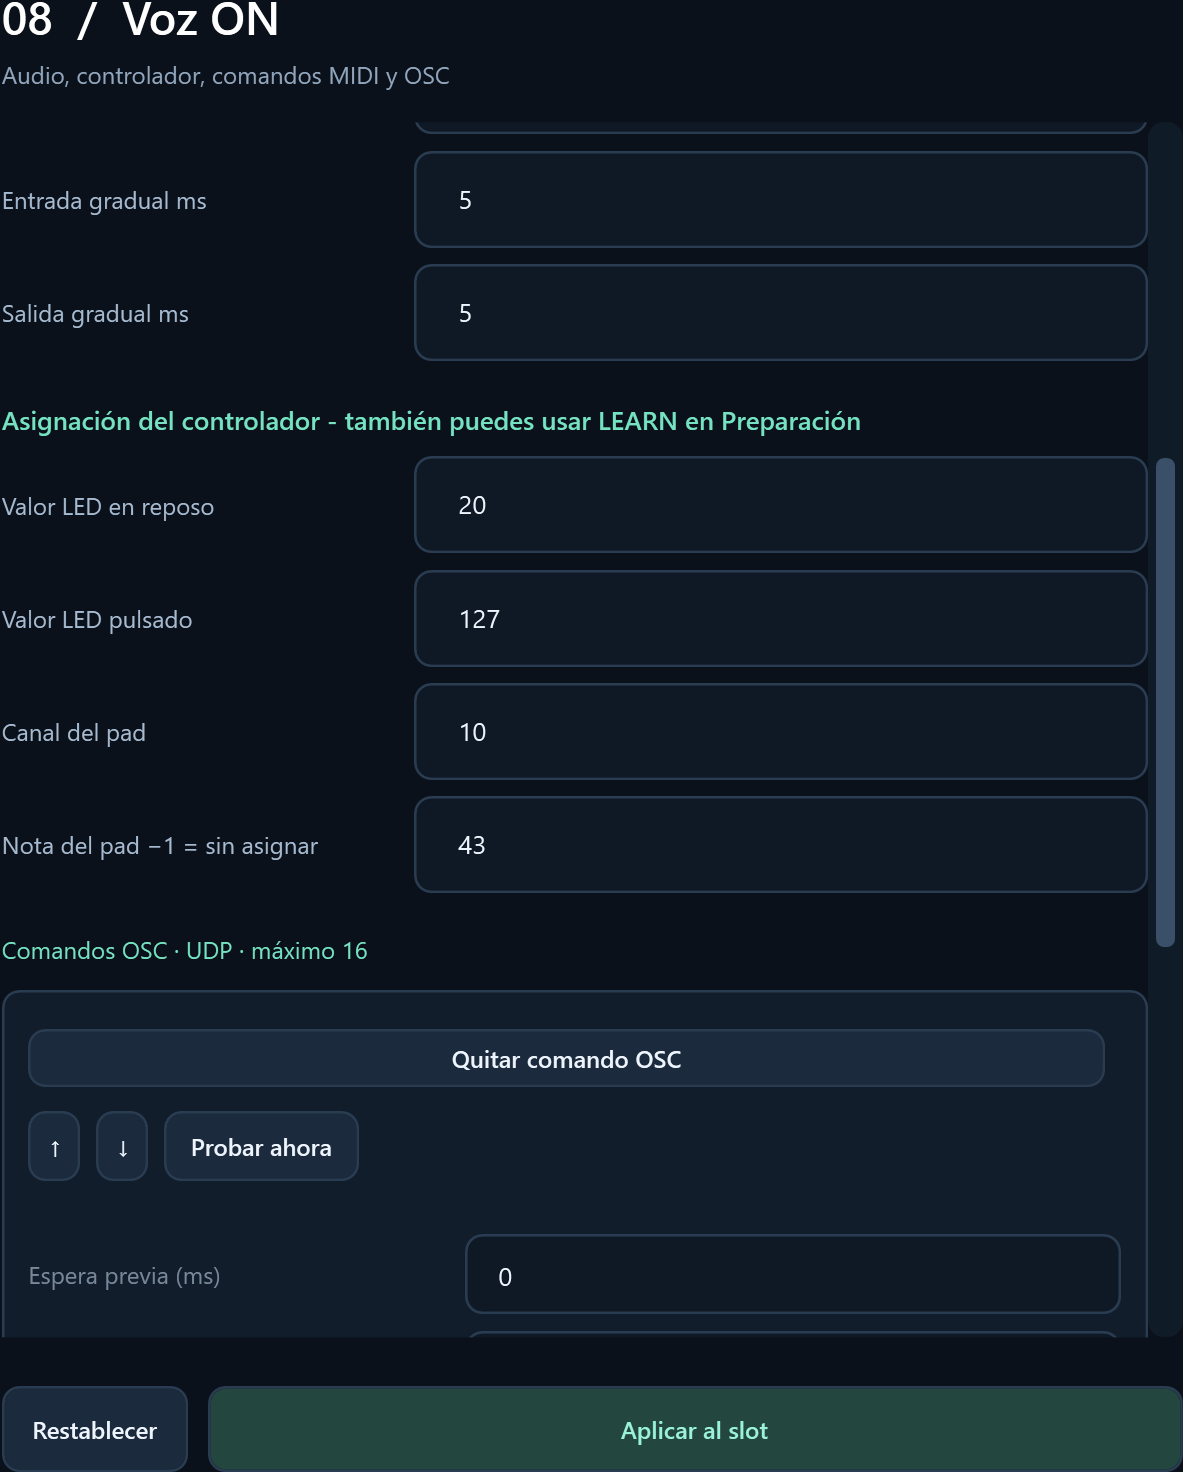 08 / Voz ON
Audio, controlador, comandos MIDI y OSC
Entrada gradual ms 5
Salida gradual ms 5
Asignación del controlador - también puedes usar LEARN en Preparación
Valor LED en reposo 20
Valor LED pulsado 127
Canal del pad 10
Nota del pad −1 = sin asignar 43
Comandos OSC · UDP · máximo 16
Quitar comando OSC
↑ ↓ Probar ahora
Espera previa (ms) 0
Restablecer Aplicar al slot